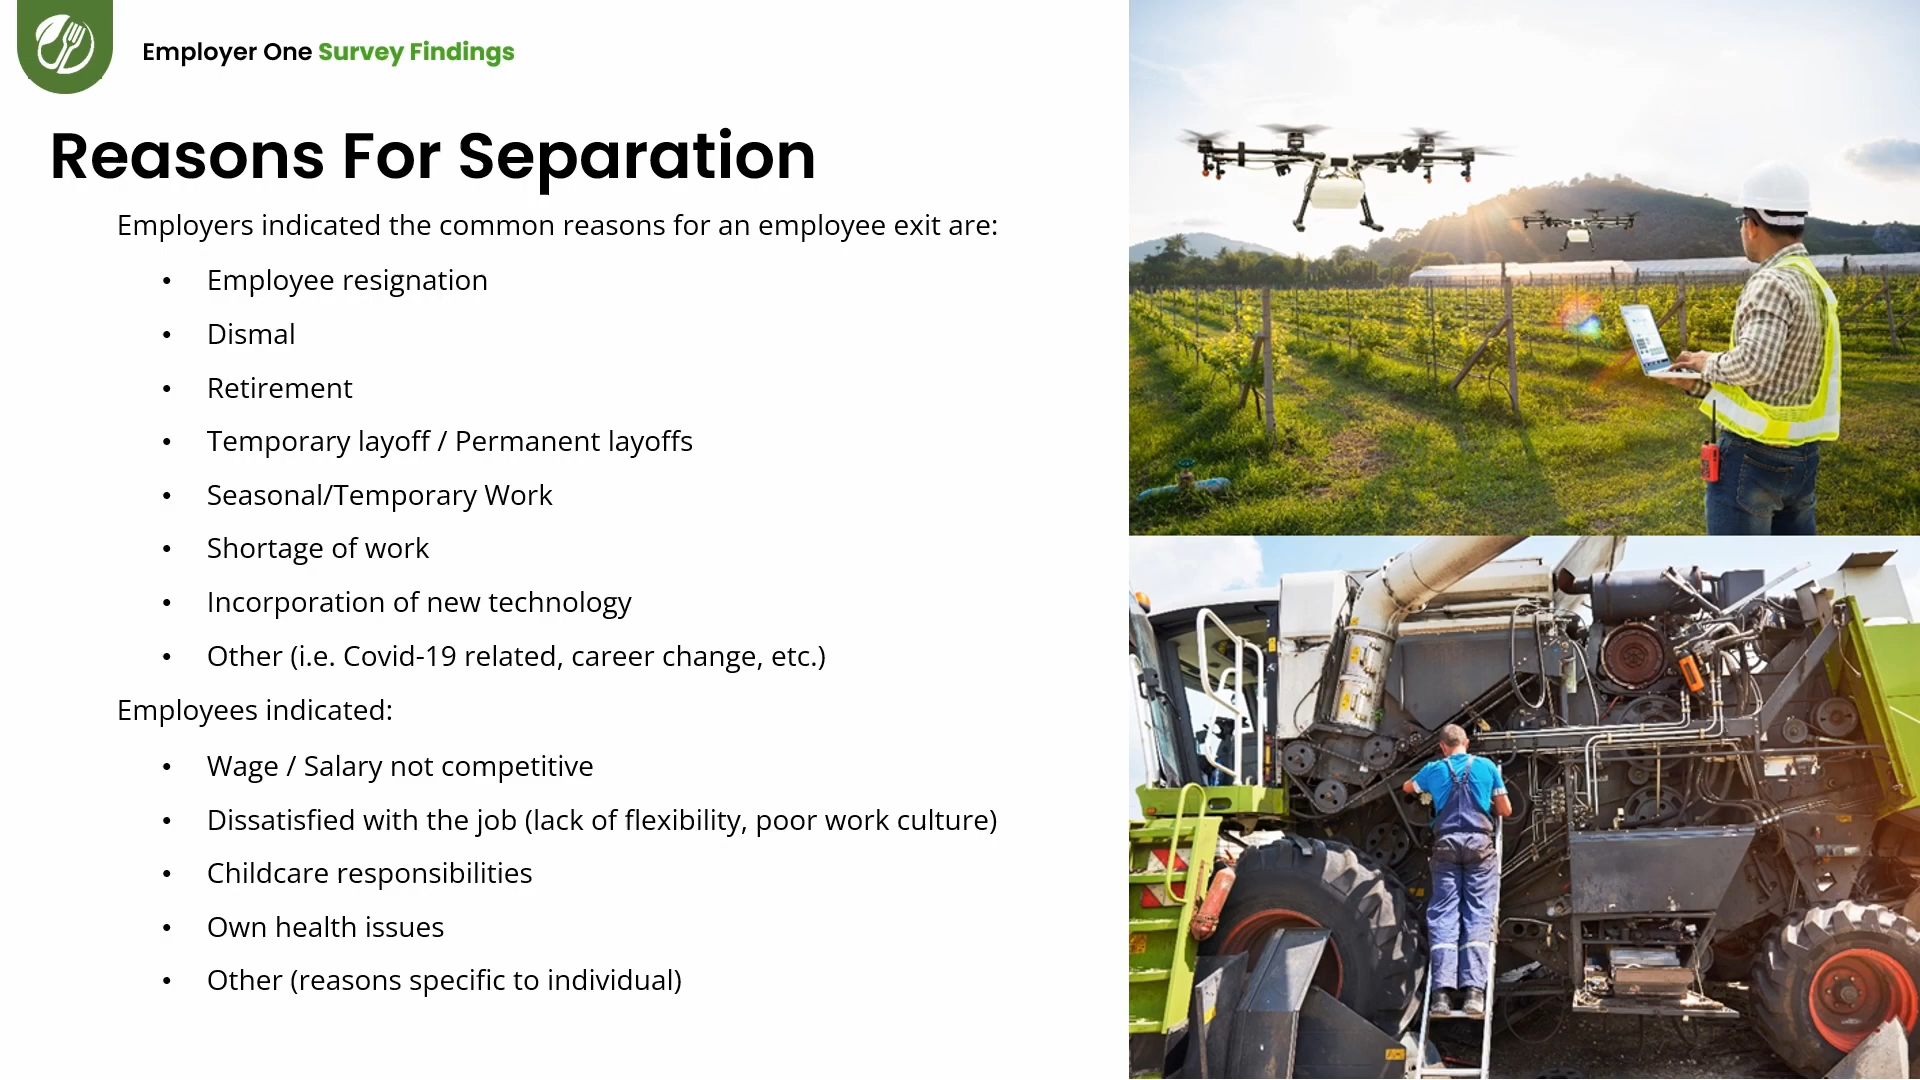 Employer One Survey Findings
Reasons For Separation
Employers indicated the common reasons for an employee exit are:
• Employee resignation
• Dismal
• Retirement
• Temporary layoff / Permanent layoffs
• Seasonal/Temporary Work
• Shortage of work
• Incorporation of new technology
• Other (i.e. Covid-19 related, career change, etc.)
Employees indicated:
• Wage / Salary not competitive
• Dissatisfied with the job (lack of flexibility, poor work culture)
• Childcare responsibilities
• Own health issues
• Other (reasons specific to individual)